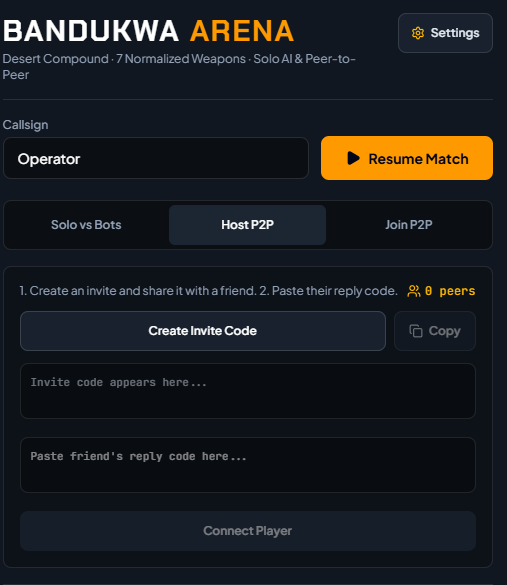 BANDUKWA ARENA
Settings
Desert Compound · 7 Normalized Weapons · Solo AI & Peer-to-
Peer
Callsign
Operator
Resume Match
Solo vs Bots
Host P2P
Join P2P
1. Create an invite and share it with a friend. 2. Paste their reply code.
0 peers
Create Invite Code
Copy
Invite code appears here...
Paste friend's reply code here...
Connect Player